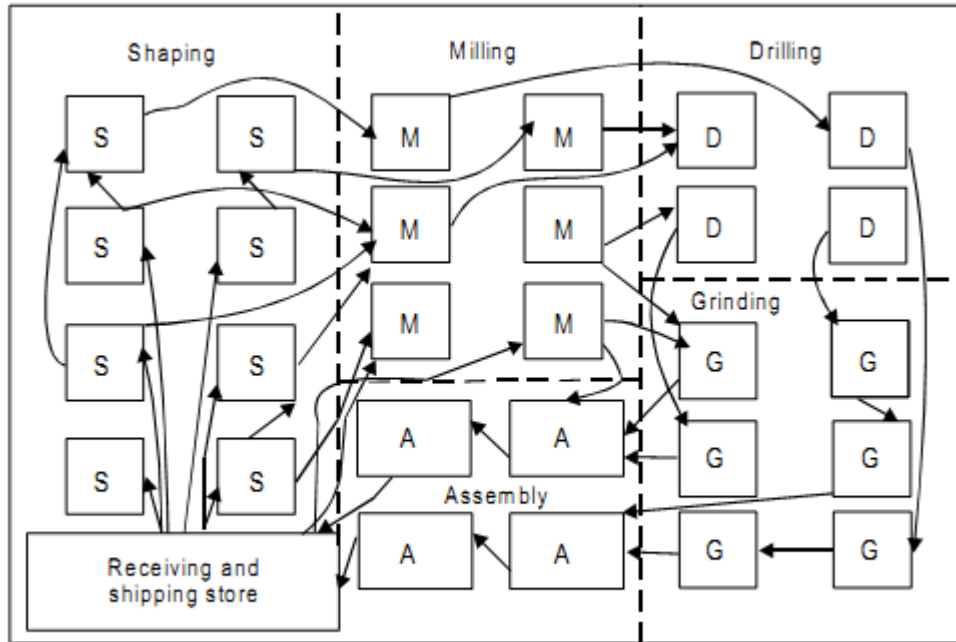 Shaping
Milling
Drilling
S
S
M
M
D
D
S
S
M
M
D
D
Grinding
S
S
M
M
G
G
S
S
A
A
G
G
Assembly
Receiving and
shipping store
A
A
G
G